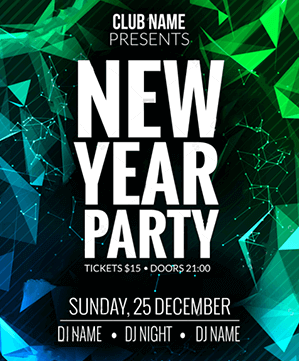 CLUB NAME
PRESENTS
NEW
YEAR
PARTY
TICKETS $15 • DOORS 21:00
SUNDAY, 25 DECEMBER
DJ NAME • DJ NIGHT • DJ NAME